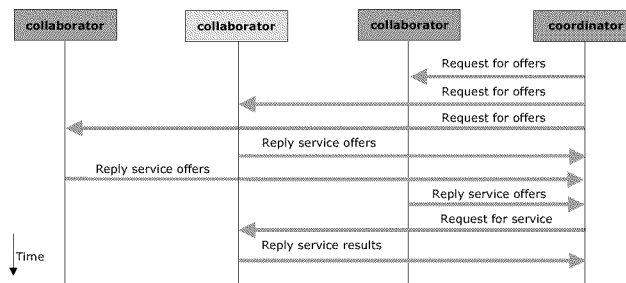 collaborator collaborator collaborator coordinator
Request for offers
Request for offers
Request for offers
Reply service offers
Reply service offers
Reply service offers
Request for service
Reply service results
Time